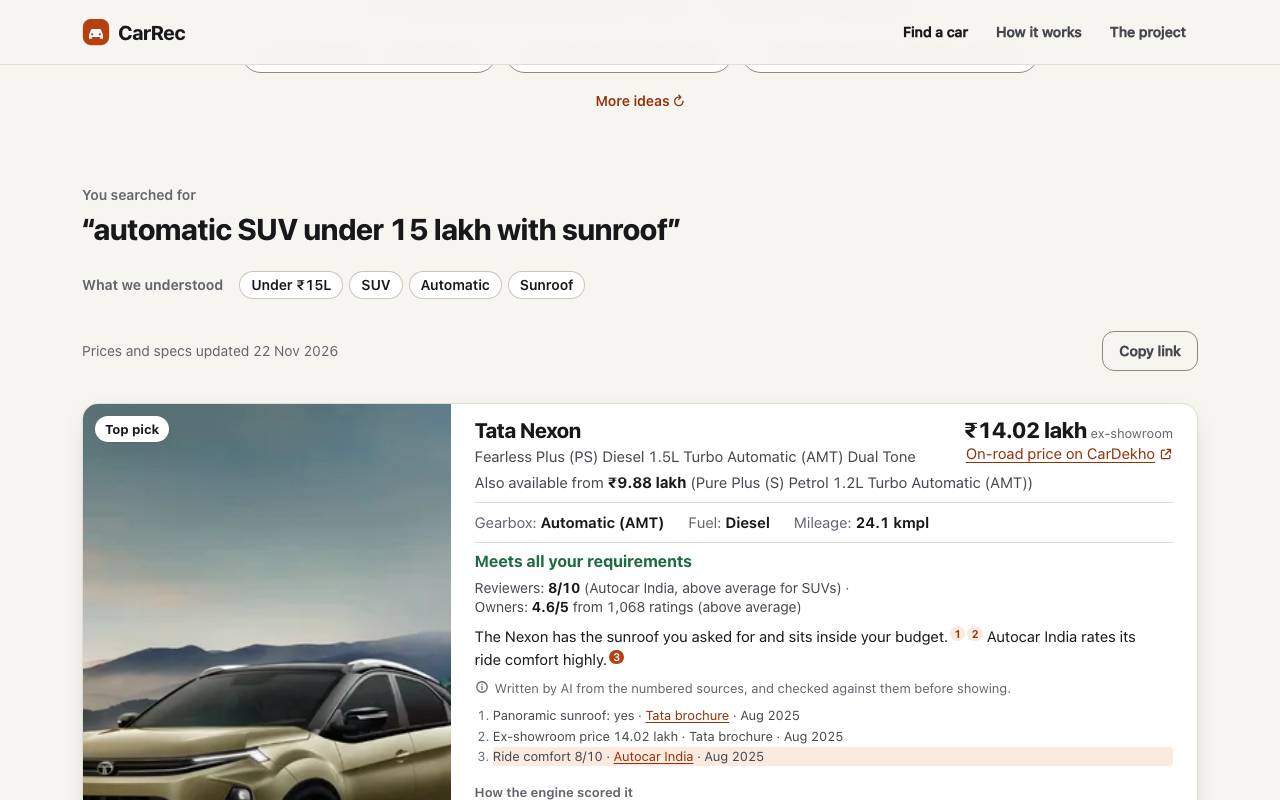 CarRec
Find a car
How it works
The project
More ideas ↻
You searched for
“automatic SUV under 15 lakh with sunroof”
What we understood
Under ₹15L
SUV
Automatic
Sunroof
Prices and specs updated 22 Nov 2026
Copy link
Top pick
Tata Nexon
₹14.02 lakh ex-showroom
Fearless Plus (PS) Diesel 1.5L Turbo Automatic (AMT) Dual Tone
On-road price on CarDekho
Also available from ₹9.88 lakh (Pure Plus (S) Petrol 1.2L Turbo Automatic (AMT))
Gearbox: Automatic (AMT) Fuel: Diesel Mileage: 24.1 kmpl
Meets all your requirements
Reviewers: 8/10 (Autocar India, above average for SUVs) ·
Owners: 4.6/5 from 1,068 ratings (above average)
The Nexon has the sunroof you asked for and sits inside your budget. 1 2 Autocar India rates its
ride comfort highly. 3
Written by AI from the numbered sources, and checked against them before showing.
1. Panoramic sunroof: yes · Tata brochure · Aug 2025
2. Ex-showroom price 14.02 lakh · Tata brochure · Aug 2025
3. Ride comfort 8/10 · Autocar India · Aug 2025
How the engine scored it